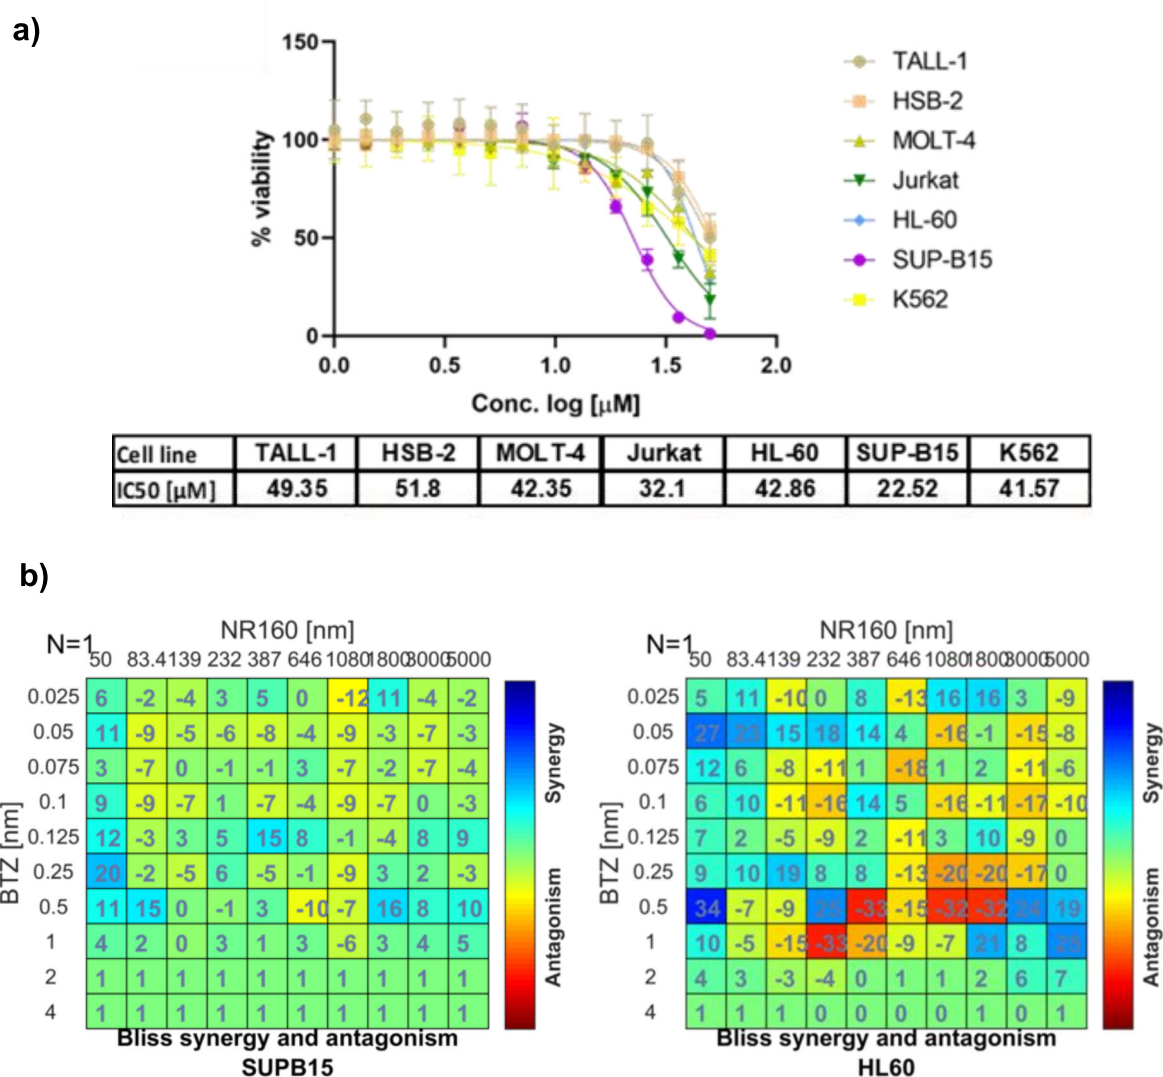 a)
150
100
50
0
% viability
0.0 0.5 1.0 1.5 2.0
Conc. log [µM]
TALL-1
HSB-2
MOLT-4
Jurkat
HL-60
SUP-B15
K562
Cell line TALL-1 HSB-2 MOLT-4 Jurkat HL-60 SUP-B15 K562
IC50 [µM] 49.35 51.8 42.35 32.1 42.86 22.52 41.57
b)
NR160 [nm]
N=1
50 83.4 139 232 387 646 1080 1800 3000 5000
BTZ [nm]
0.025 6 -2 -4 3 5 0 -12 11 -4 -2
0.05 11 -9 -5 -6 -8 -4 -9 -3 -7 -3
0.075 3 -7 0 -1 -1 3 -7 -2 -7 -4
0.1 9 -9 -7 1 -7 -4 -9 -7 0 -3
0.125 12 -3 3 5 15 8 -1 -4 8 9
0.25 20 -2 -5 6 -5 -1 -9 3 2 -3
0.5 11 15 0 -1 3 -10 -7 16 8 10
1 4 2 0 3 1 3 -6 3 4 5
2 1 1 1 1 1 1 1 1 1 1
4 1 1 1 1 1 1 1 1 1 1
Synergy
Antagonism
Bliss synergy and antagonism
SUPB15
NR160 [nm]
N=1
50 83.4 139 232 387 646 1080 1800 3000 5000
BTZ [nm]
0.025 5 11 -10 0 8 -13 16 16 3 -9
0.05 27 23 15 18 14 4 -16 -1 -15 -8
0.075 12 6 -8 -11 1 -18 1 2 -11 -6
0.1 6 10 -11 -16 14 5 -16 -11 -17 -10
0.125 7 2 -5 -9 2 -11 3 10 -9 0
0.25 9 10 19 8 8 -13 -20 -20 -17 0
0.5 34 -7 -9 25 -33 -15 -32 -32 24 19
1 10 -5 -15 -33 -20 -9 -7 21 8 25
2 4 3 -3 -4 0 1 1 2 6 7
4 1 1 1 0 0 0 0 1 0 1
Synergy
Antagonism
Bliss synergy and antagonism
HL60